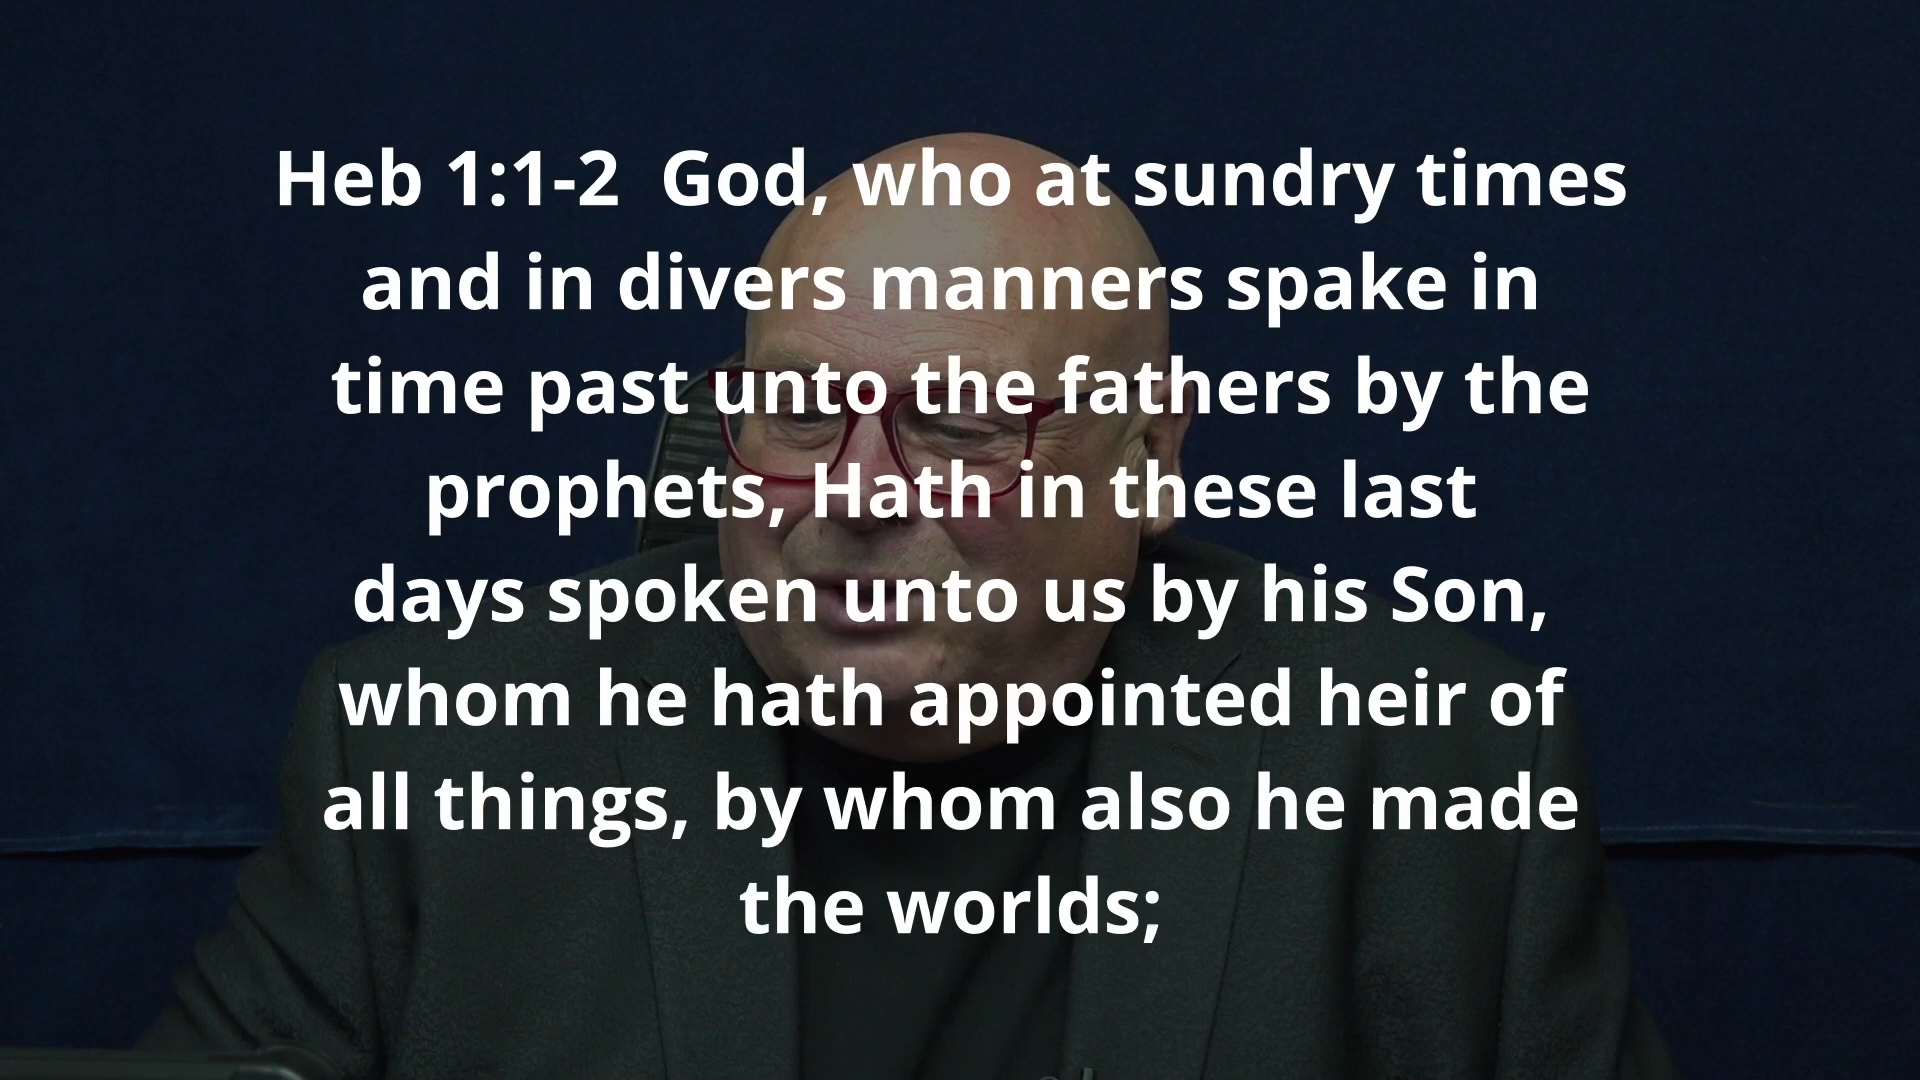 Heb 1:1-2  God, who at sundry times
and in divers manners spake in
time past unto the fathers by the
prophets, Hath in these last
days spoken unto us by his Son,
whom he hath appointed heir of
all things, by whom also he made
the worlds;